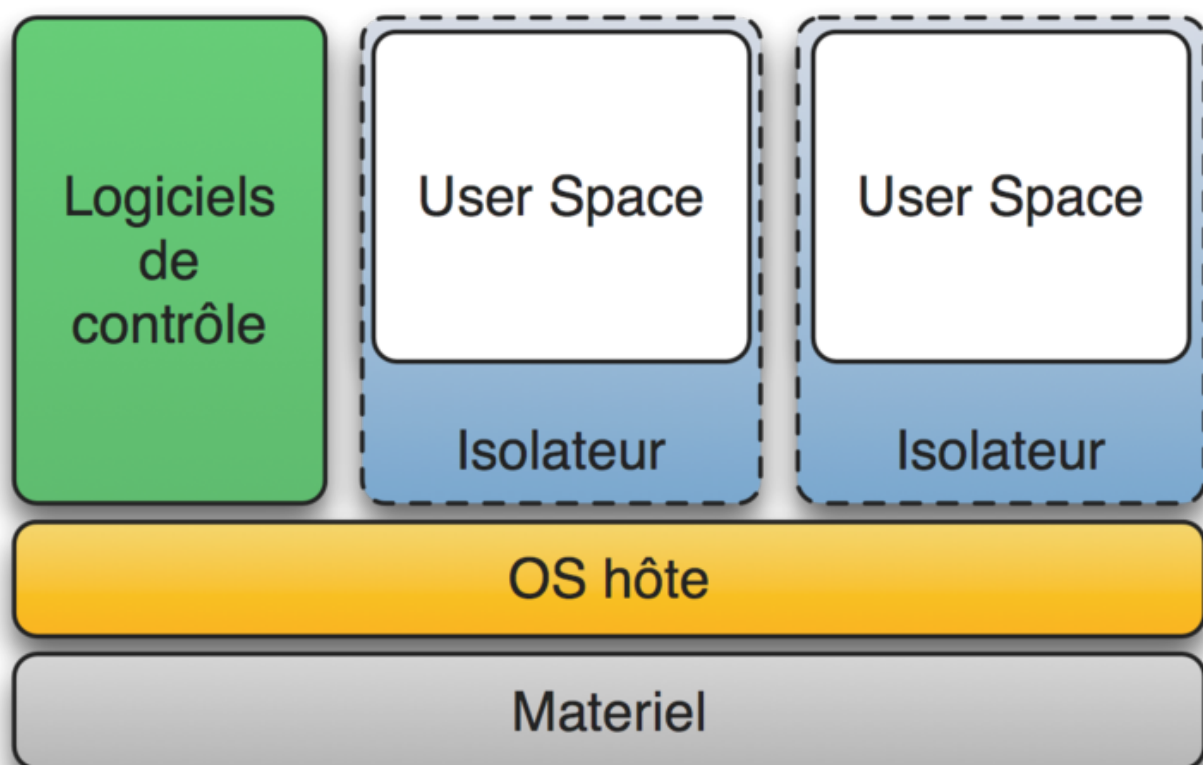 Logiciels
de
contrôle
User Space
User Space
Isolateur
Isolateur
OS hôte
Materiel